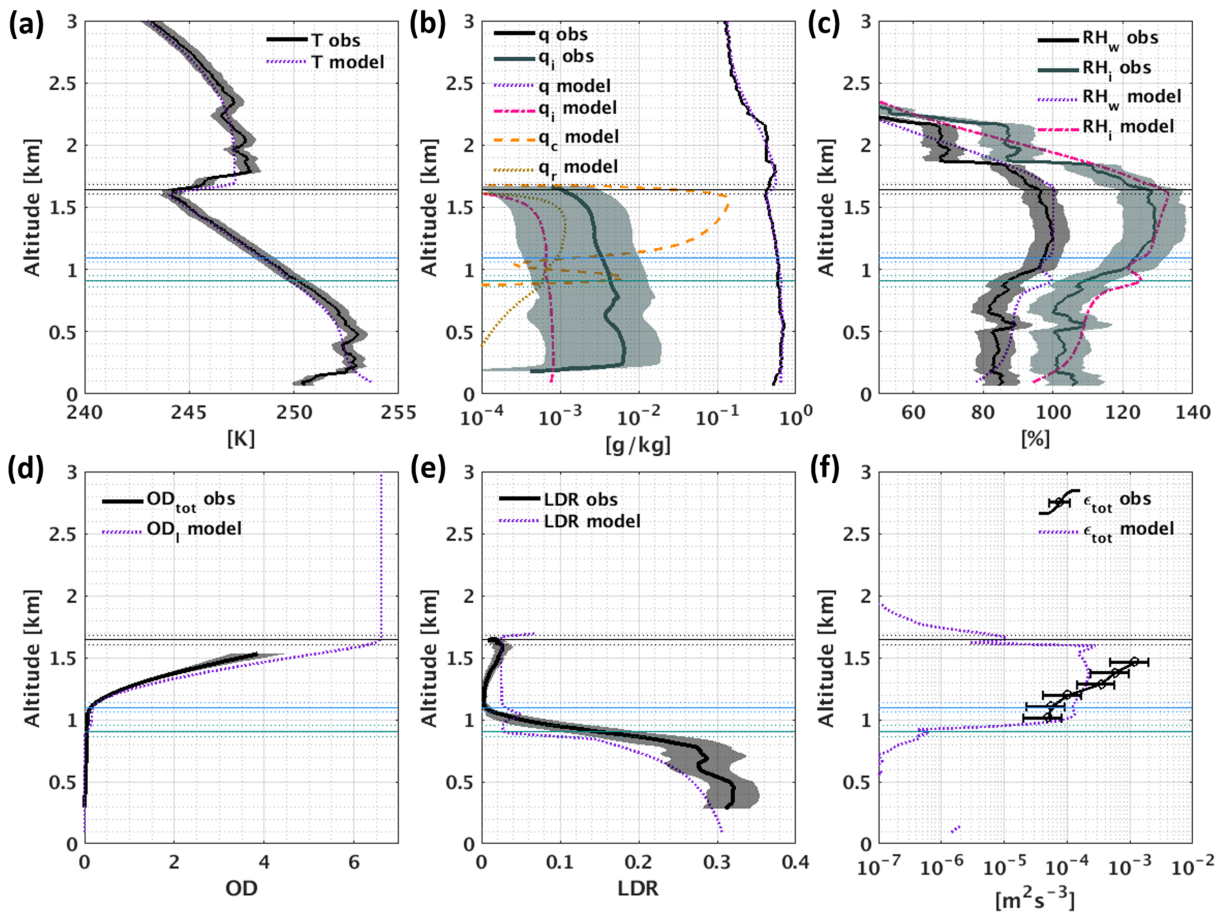 (a)
T obs
T model
3
2.5
2
1.5
1
0.5
0
Altitude [km]
240
245
250
255
[K]
(b)
q obs
q_i obs
q model
q_i model
q_c model
q_r model
3
2.5
2
1.5
1
0.5
0
Altitude [km]
10^-4
10^-3
10^-2
10^-1
10^0
[g/kg]
(c)
RH_w obs
RH_i obs
RH_w model
RH_i model
3
2.5
2
1.5
1
0.5
0
Altitude [km]
60
80
100
120
140
[%]
(d)
OD_tot obs
OD_l model
3
2.5
2
1.5
1
0.5
0
Altitude [km]
0
2
4
6
OD
(e)
LDR obs
LDR model
3
2.5
2
1.5
1
0.5
0
Altitude [km]
0
0.1
0.2
0.3
0.4
LDR
(f)
ϵ_tot obs
ϵ_tot model
3
2.5
2
1.5
1
0.5
0
Altitude [km]
10^-7
10^-6
10^-5
10^-4
10^-3
10^-2
[m^2s^-3]